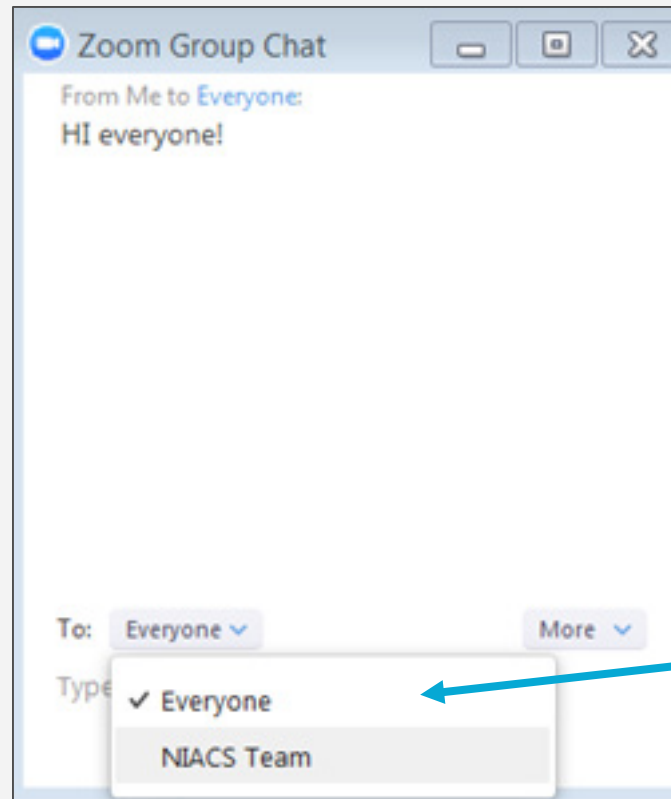 Zoom Group Chat
From Me to Everyone:
HI everyone!
To: Everyone More
Type
Everyone
NIACS Team